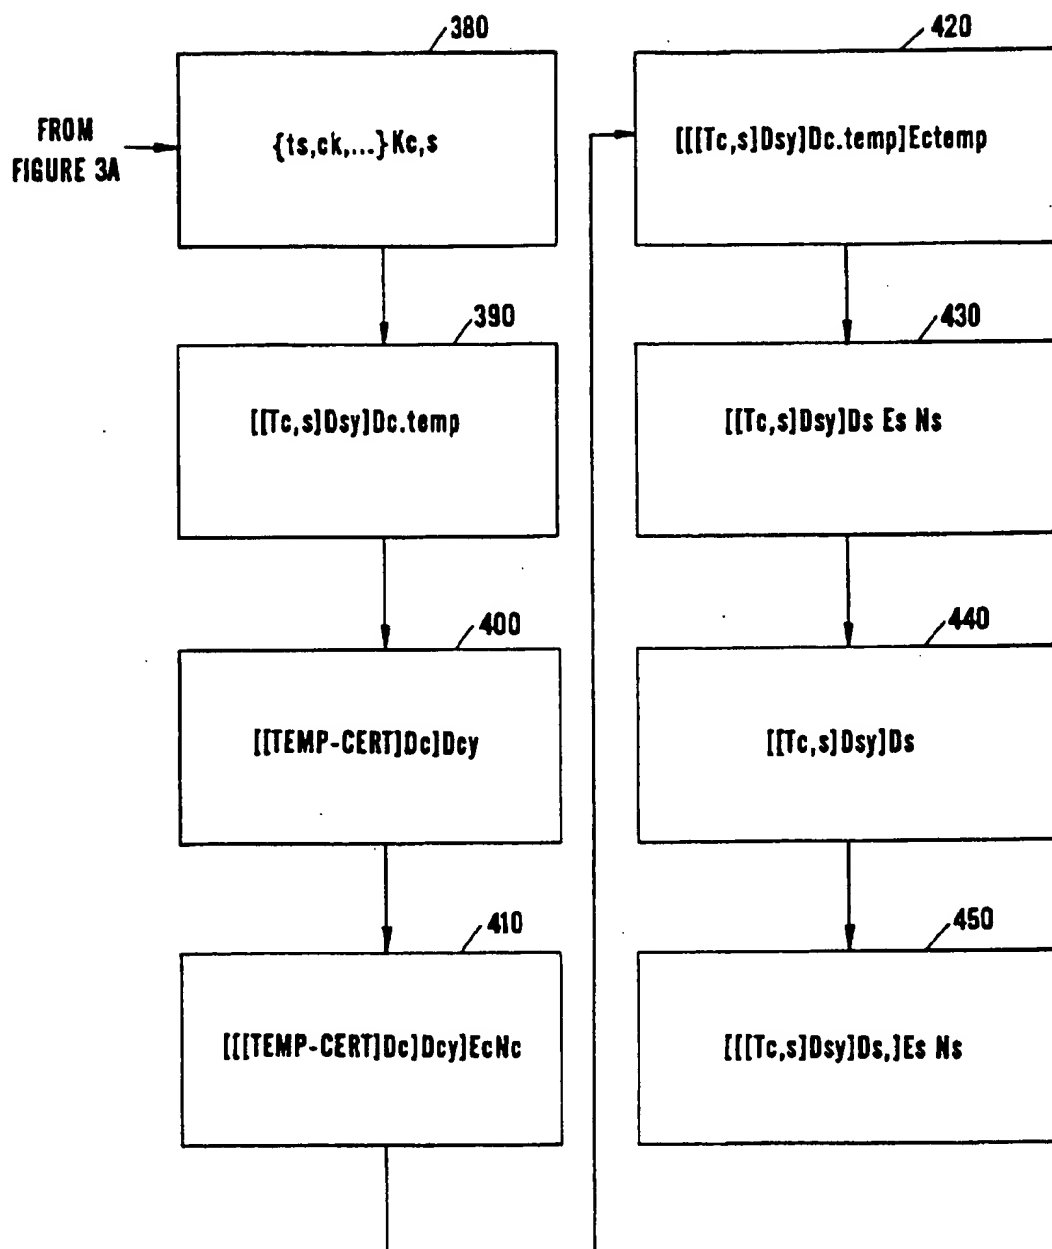 380
FROM
FIGURE 3A
{ts,ck,...}Kc,s
390
[[Tc,s]Dsy]Dc.temp
400
[[TEMP-CERT]Dc]Dcy
410
[[[TEMP-CERT]Dc]Dcy]EcNc
420
[[[Tc,s]Dsy]Dc.temp]Ectemp
430
[[Tc,s]Dsy]Ds Es Ns
440
[[Tc,s]Dsy]Ds
450
[[[Tc,s]Dsy]Ds,]Es Ns